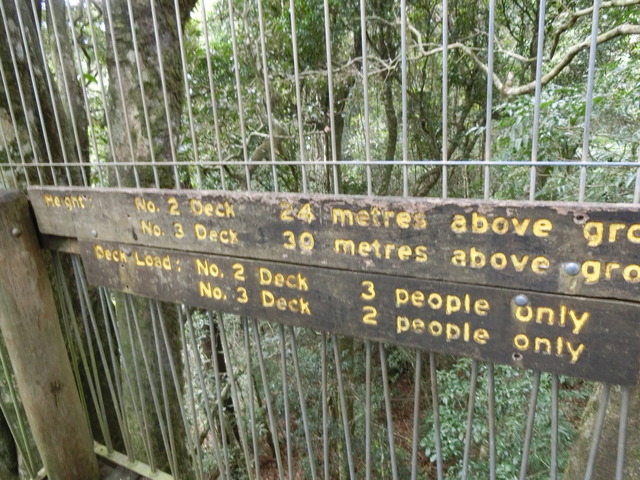 Height: No. 2 Deck 24 metres above gro
No. 3 Deck 30 metres above gro
Deck Load: No. 2 Deck 3 people only
No. 3 Deck 2 people only